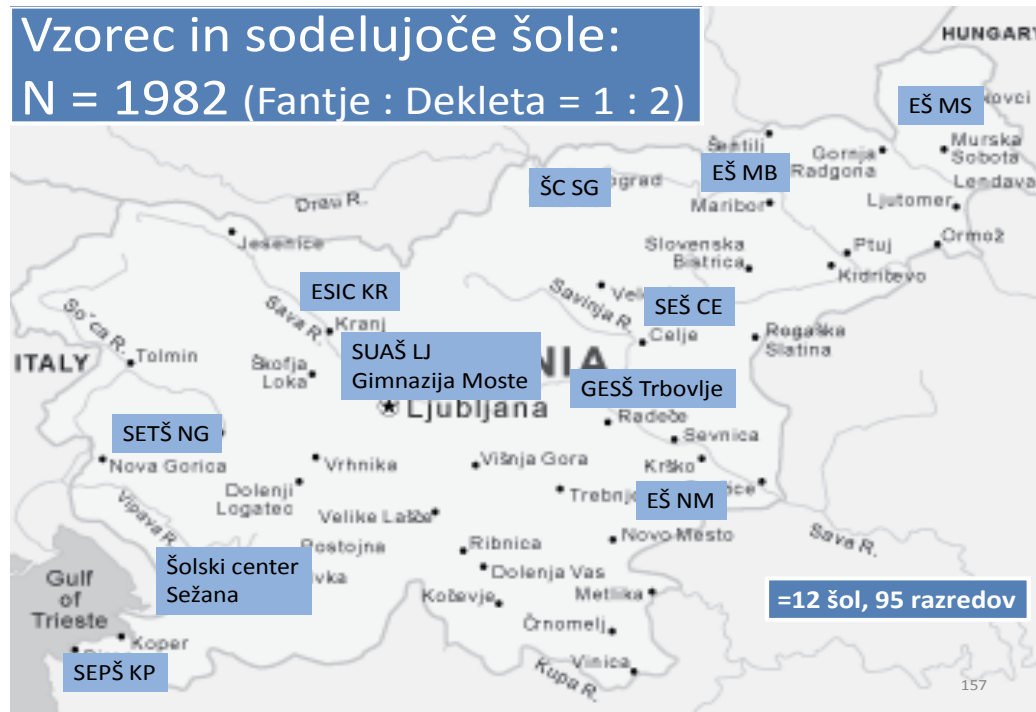 Vzorec in sodelujoče šole:
N = 1982 (Fantje : Dekleta = 1 : 2)
HUNGARY
EŠ MS
Murska
Sobota
Šentilj
EŠ MB
Gornja
Radgona
Lendava
ŠC SG
Maribor
Ljutomer
Drau R.
Jesenice
Slovenska
Bistrica
Ptuj
Ormož
Kidričevo
ESIC KR
Savinja R.
SEŠ CE
So˘ca R.
Sava R.
Kranj
Celje
Rogaška
Slatina
ITALY
Tolmin
Škofja
Loka
SUAŠ LJ
Gimnazija Moste
NIA
GESŠ Trbovlje
Ljubljana
Radeče
SETŠ NG
Sevnica
Nova Gorica
Vrhnika
Višnja Gora
Krško
Dolenji
Logatec
EŠ NM
Vipava R.
Velike Lašče
Novo Mesto
Sava R.
Postojna
Ribnica
Šolski center
Sežana
Gulf
of
Trieste
Dolenja Vas
Kočevje
Metlika
=12 šol, 95 razredov
Koper
Črnomelj
SEPŠ KP
Vinica
Kupa R.
157